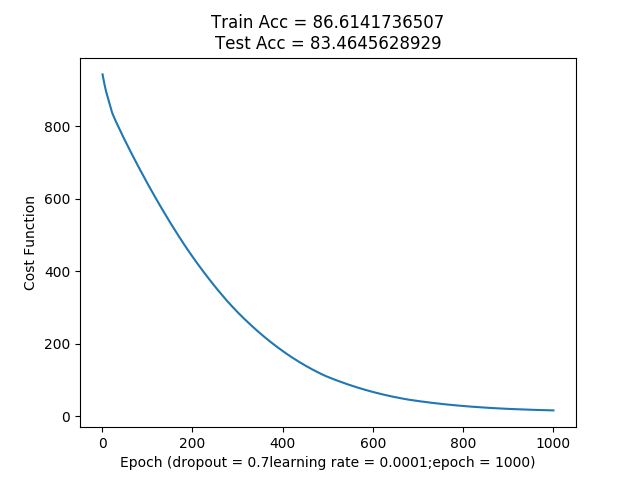 Train Acc = 86.6141736507
Test Acc = 83.4645628929
Cost Function
800
600
400
200
0
0 200 400 600 800 1000
Epoch (dropout = 0.7learning rate = 0.0001;epoch = 1000)